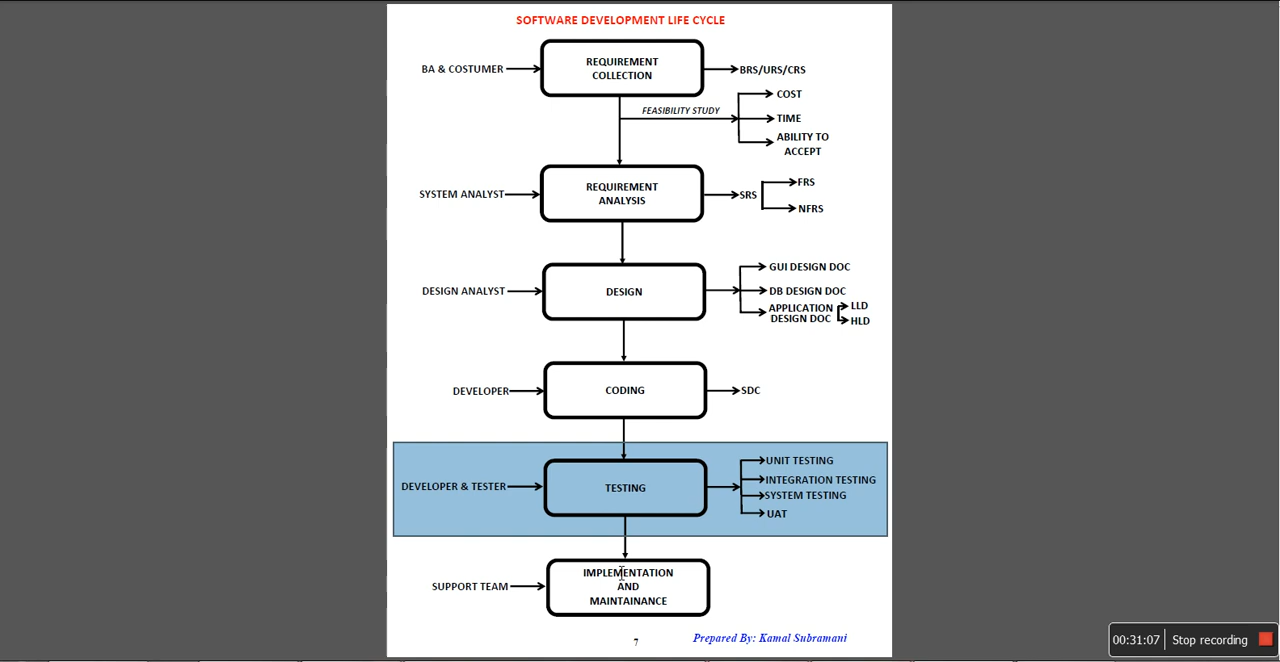 SOFTWARE DEVELOPMENT LIFE CYCLE
BA & COSTUMER
REQUIREMENT
COLLECTION
BRS/URS/CRS
FEASIBILITY STUDY
COST
TIME
ABILITY TO
ACCEPT
SYSTEM ANALYST
REQUIREMENT
ANALYSIS
SRS
FRS
NFRS
DESIGN ANALYST
DESIGN
GUI DESIGN DOC
DB DESIGN DOC
APPLICATION
DESIGN DOC
LLD
HLD
DEVELOPER
CODING
SDC
DEVELOPER & TESTER
TESTING
UNIT TESTING
INTEGRATION TESTING
SYSTEM TESTING
UAT
SUPPORT TEAM
IMPLEMENTATION
AND
MAINTAINANCE
7
Prepared By: Kamal Subramani
00:31:07 Stop recording